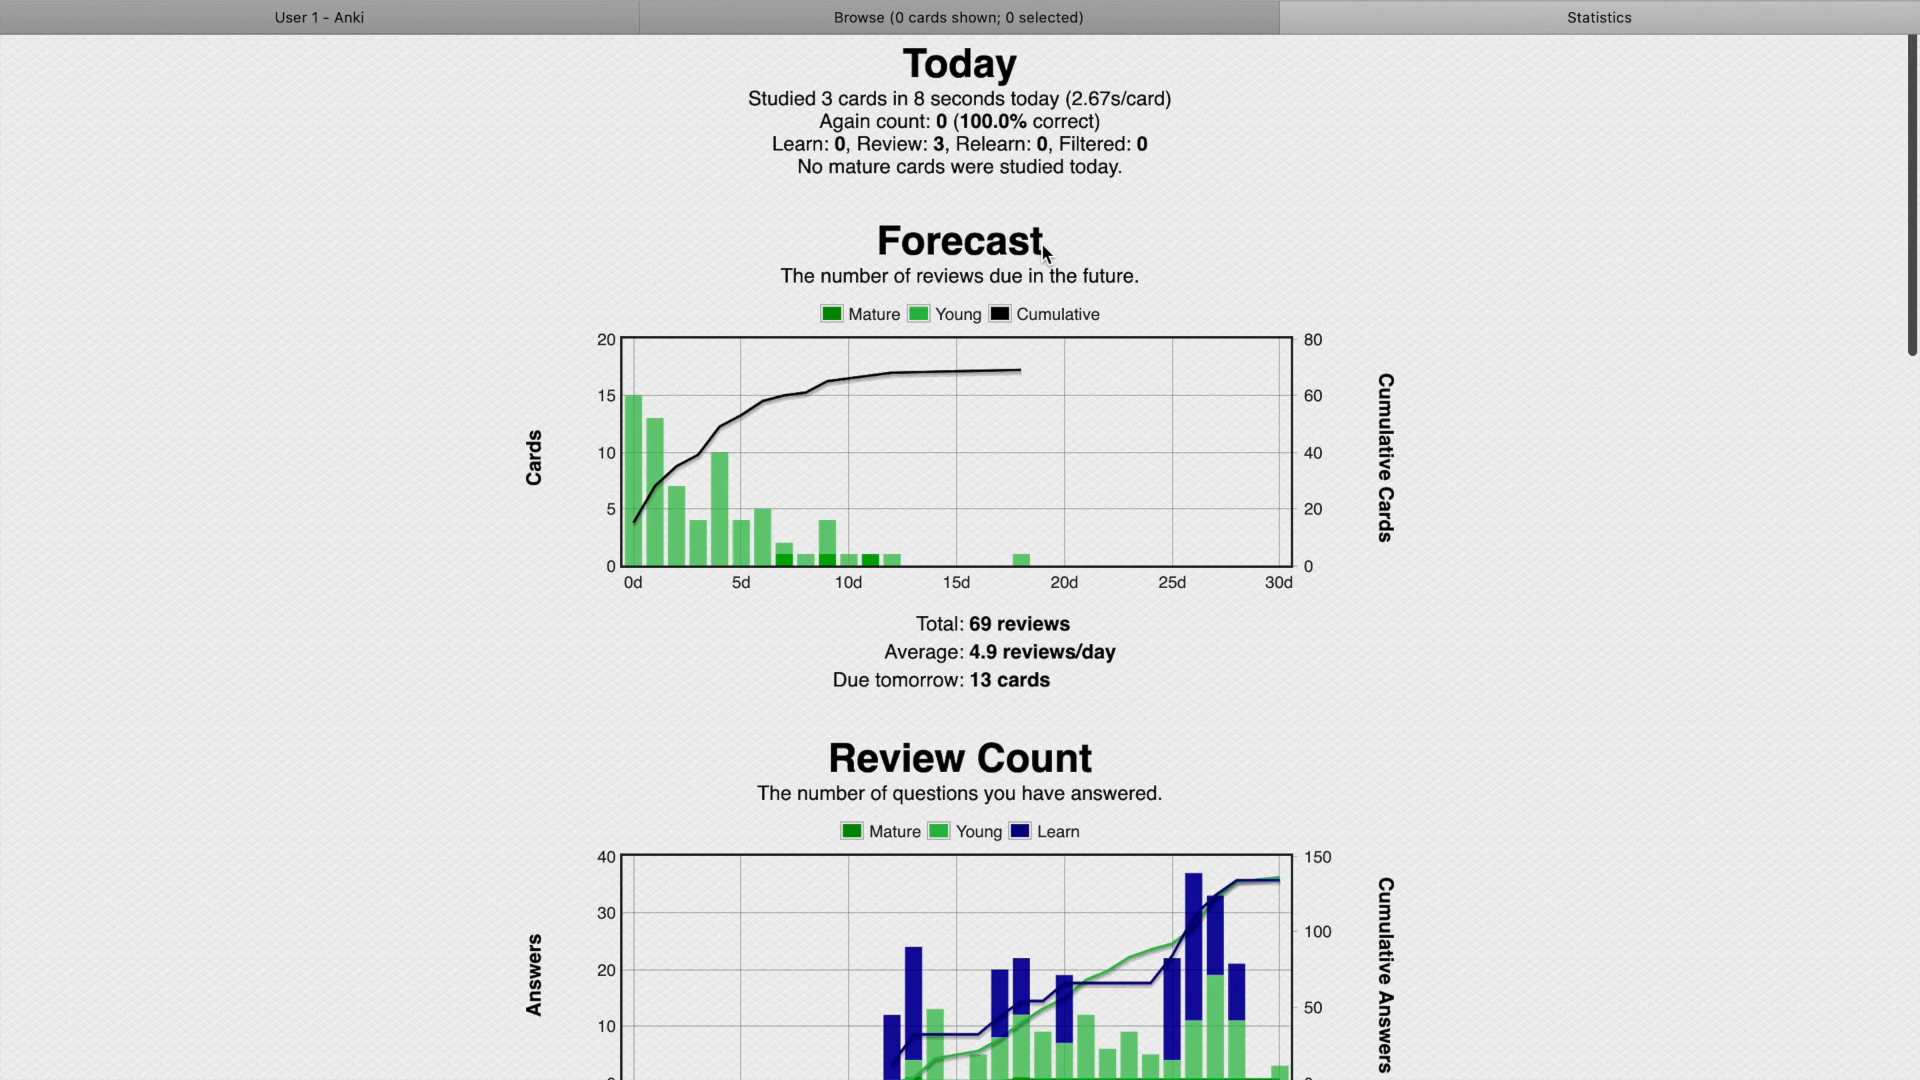 User 1 - Anki
Browse (0 cards shown; 0 selected)
Statistics
Today
Studied 3 cards in 8 seconds today (2.67s/card)
Again count: 0 (100.0% correct)
Learn: 0, Review: 3, Relearn: 0, Filtered: 0
No mature cards were studied today.
Forecast
The number of reviews due in the future.
Mature Young Cumulative
20 80
15 60
10 40
5 20
0 0
Cards
Cumulative Cards
0d 5d 10d 15d 20d 25d 30d
Total: 69 reviews
Average: 4.9 reviews/day
Due tomorrow: 13 cards
Review Count
The number of questions you have answered.
Mature Young Learn
40 150
30
100
20
50
10
Answers
Cumulative Answers